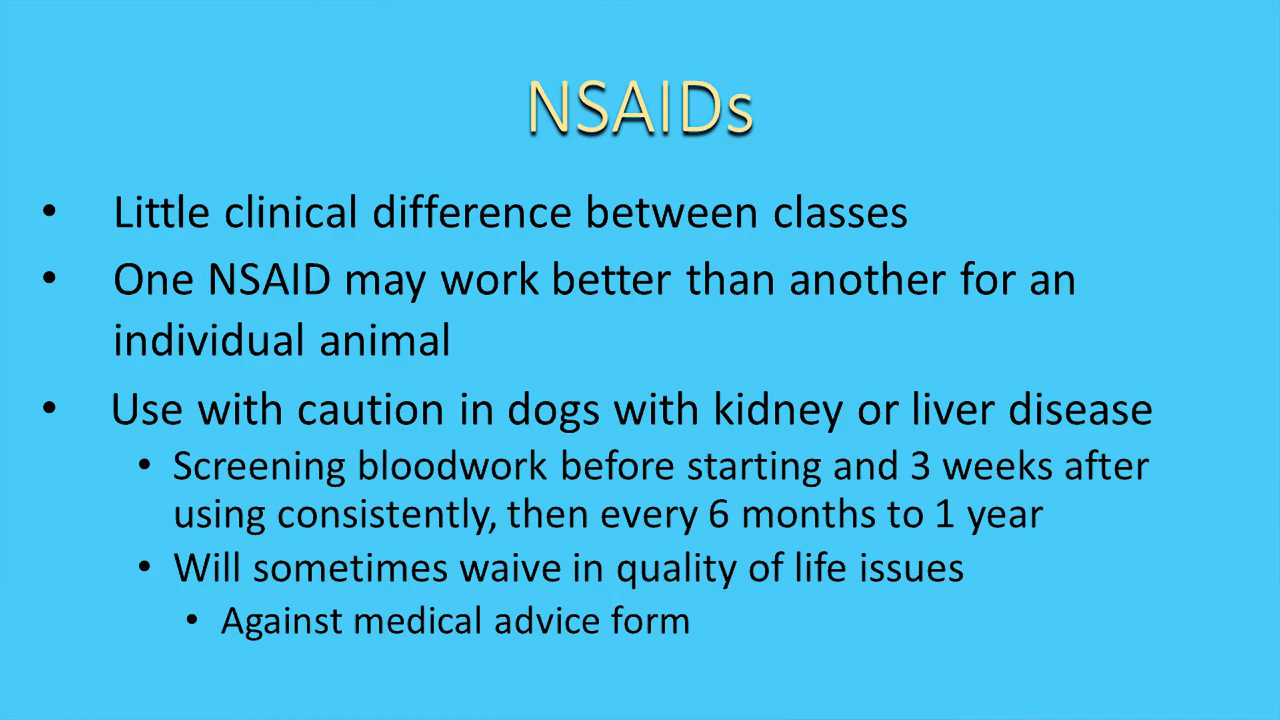 NSAIDs
• Little clinical difference between classes
• One NSAID may work better than another for an
individual animal
• Use with caution in dogs with kidney or liver disease
• Screening bloodwork before starting and 3 weeks after
using consistently, then every 6 months to 1 year
• Will sometimes waive in quality of life issues
• Against medical advice form